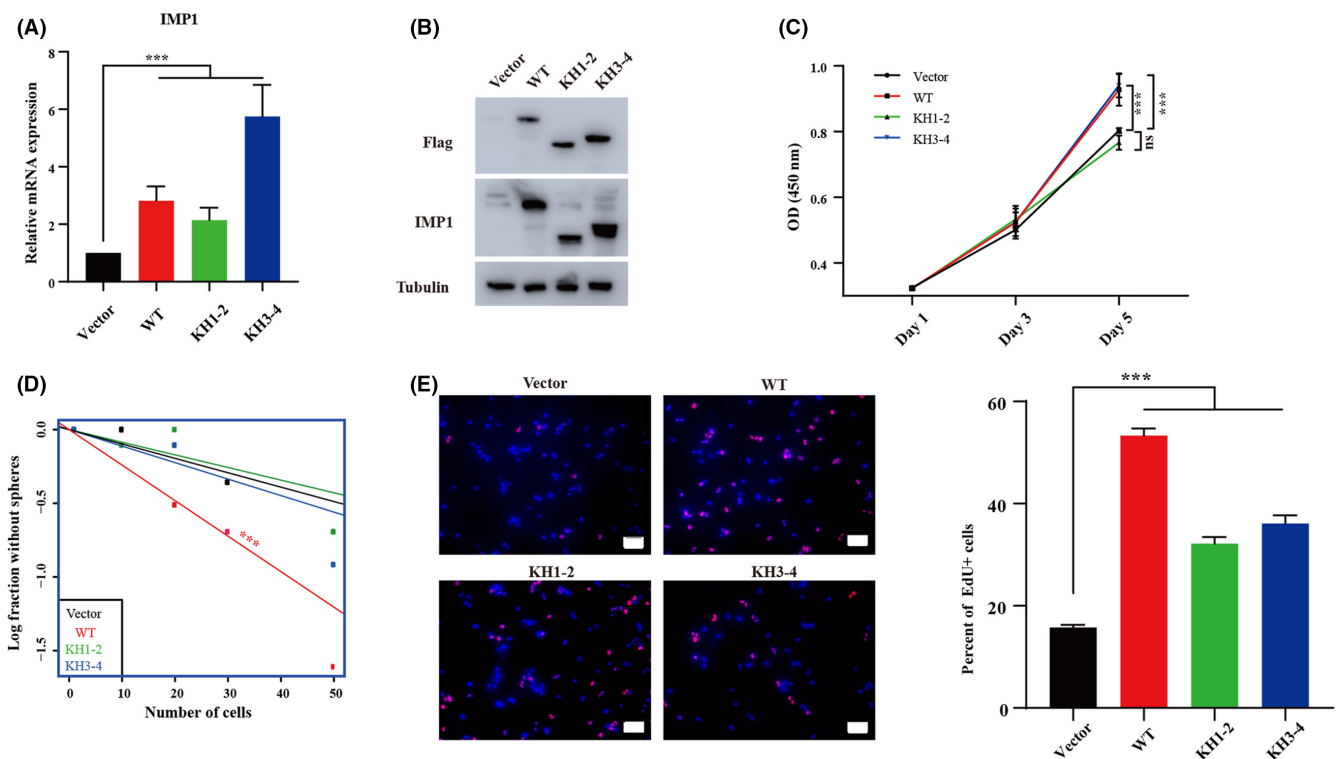 (A)
IMP1
Relative mRNA expression
8
6
4
2
0
***
Vector
WT
KH1-2
KH3-4
(B)
Vector
WT
KH1-2
KH3-4
Flag
IMP1
Tubulin
(C)
OD (450 nm)
1.0
0.8
0.6
0.4
Vector
WT
KH1-2
KH3-4
***
***
ns
Day 1
Day 3
Day 5
(D)
Log fraction without spheres
0.0
−0.5
−1.0
−1.5
***
Vector
WT
KH1-2
KH3-4
0
10
20
30
40
50
Number of cells
(E)
Vector
WT
KH1-2
KH3-4
Percent of EdU+ cells
60
40
20
0
***
Vector
WT
KH1-2
KH3-4